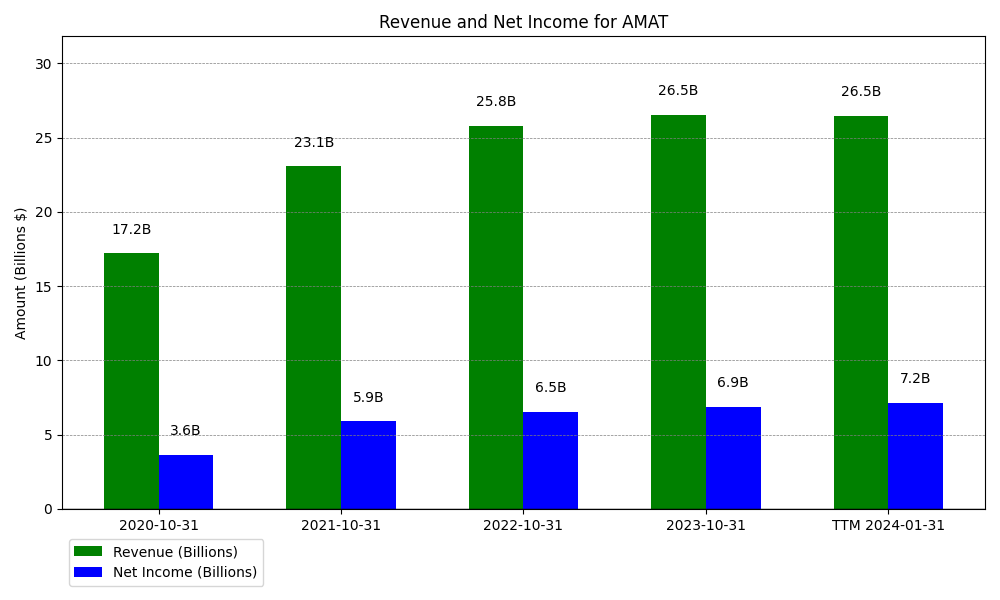 Revenue and Net Income for AMAT
Amount (Billions $)
30
25
20
15
10
5
0
17.2B
3.6B
23.1B
5.9B
25.8B
6.5B
26.5B
6.9B
26.5B
7.2B
2020-10-31
2021-10-31
2022-10-31
2023-10-31
TTM 2024-01-31
Revenue (Billions)
Net Income (Billions)